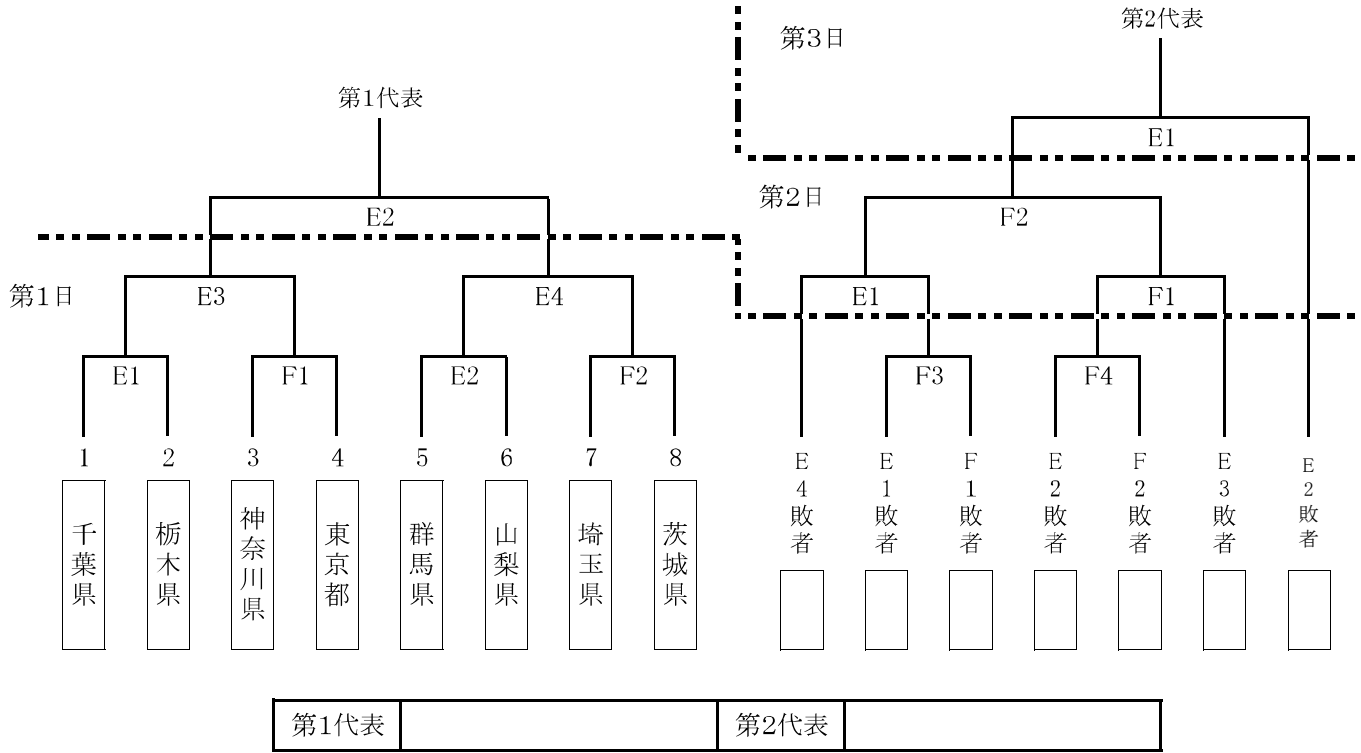 第3日
第2代表
第1代表
E1
第2日
E2
F2
第1日
E3
E4
E1
F1
E1
F1
E2
F2
F3
F4
1
2
3
4
5
6
7
8
E4敗者
E1敗者
F1敗者
E2敗者
F2敗者
E3敗者
E2敗者
千葉県
栃木県
神奈川県
東京都
群馬県
山梨県
埼玉県
茨城県
第1代表
第2代表